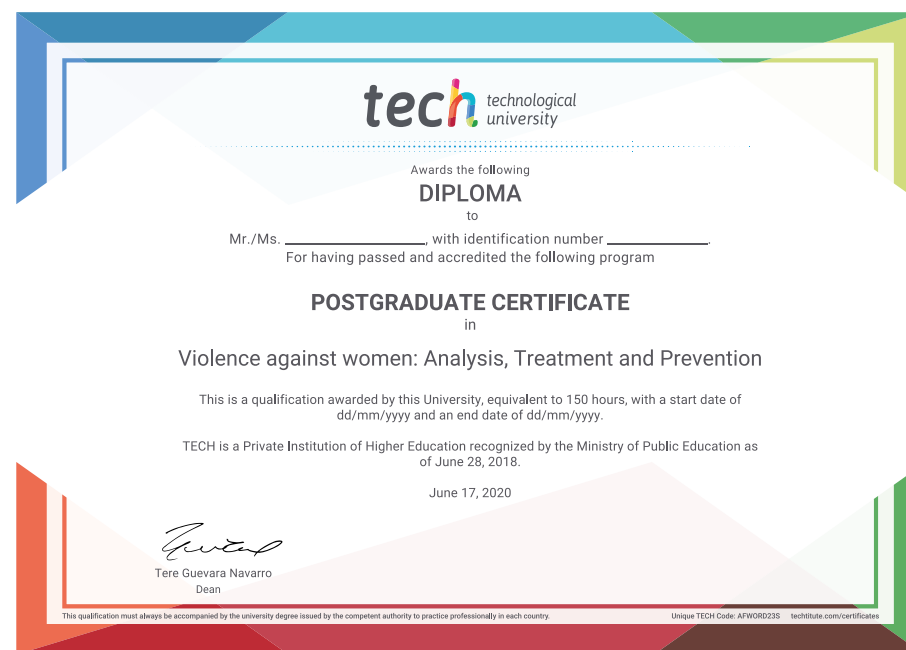 tech technological
university
Awards the following
DIPLOMA
to
Mr./Ms. ____________, with identification number ____________.
For having passed and accredited the following program
POSTGRADUATE CERTIFICATE
in
Violence against women: Analysis, Treatment and Prevention
This is a qualification awarded by this University, equivalent to 150 hours, with a start date of
dd/mm/yyyy and an end date of dd/mm/yyyy.
TECH is a Private Institution of Higher Education recognized by the Ministry of Public Education as
of June 28, 2018.
June 17, 2020
Tere Guevara Navarro
Dean
This qualification must always be accompanied by the university degree issued by the competent authority to practice professionally in each country.
Unique TECH Code: AFWORD23S techtitute.com/certificates